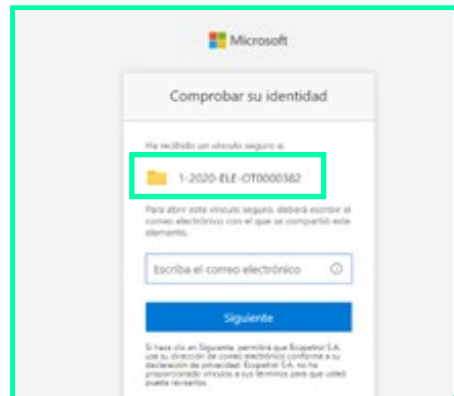 Microsoft
Comprobar su identidad
Ha recibido un vínculo seguro a:
1-2020-ELE-OT0000382
Para abrir este vínculo seguro, deberá escribir el
correo electrónico con el que se compartió este
elemento.
Escriba el correo electrónico
Siguiente
Si hace clic en Siguiente, permitirá que Ecopetrol S.A.
use su dirección de correo electrónico conforme a su
declaración de privacidad. Ecopetrol S.A. no ha
proporcionado vínculos a sus términos para que usted
pueda revisarlos.